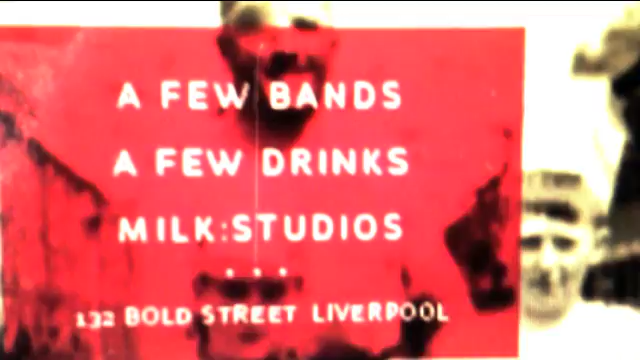 A FEW BANDS
A FEW DRINKS
MILK:STUDIOS
...
132 BOLD STREET LIVERPOOL